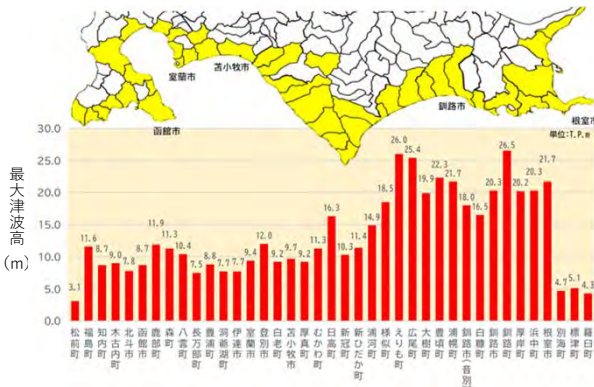 室蘭市
苫小牧市
釧路市
根室市
函館市
単位:T.P.m
最大津波高
(m)
30.0
25.0
20.0
15.0
10.0
5.0
0.0
3.1
11.6
8.7
9.0
7.8
8.7
11.9
11.3
10.4
7.5
8.8
7.7
7.7
9.4
12.0
9.2
9.7
9.2
11.3
16.3
10.3
11.4
14.9
18.5
26.0
25.4
19.9
22.3
21.7
18.0
16.5
20.3
26.5
20.2
20.3
21.7
4.7
5.1
4.3
松前町
福島町
知内町
木古内町
北斗市
函館市
鹿部町
森町
八雲町
長万部町
豊浦町
洞爺湖町
伊達市
室蘭市
登別市
白老町
苫小牧市
厚真町
むかわ町
日高町
新冠町
新ひだか町
浦河町
様似町
えりも町
広尾町
大樹町
豊頃町
浦幌町
釧路市(音別)
白糠町
釧路市
釧路町
厚岸町
浜中町
根室市
別海町
標津町
羅臼町